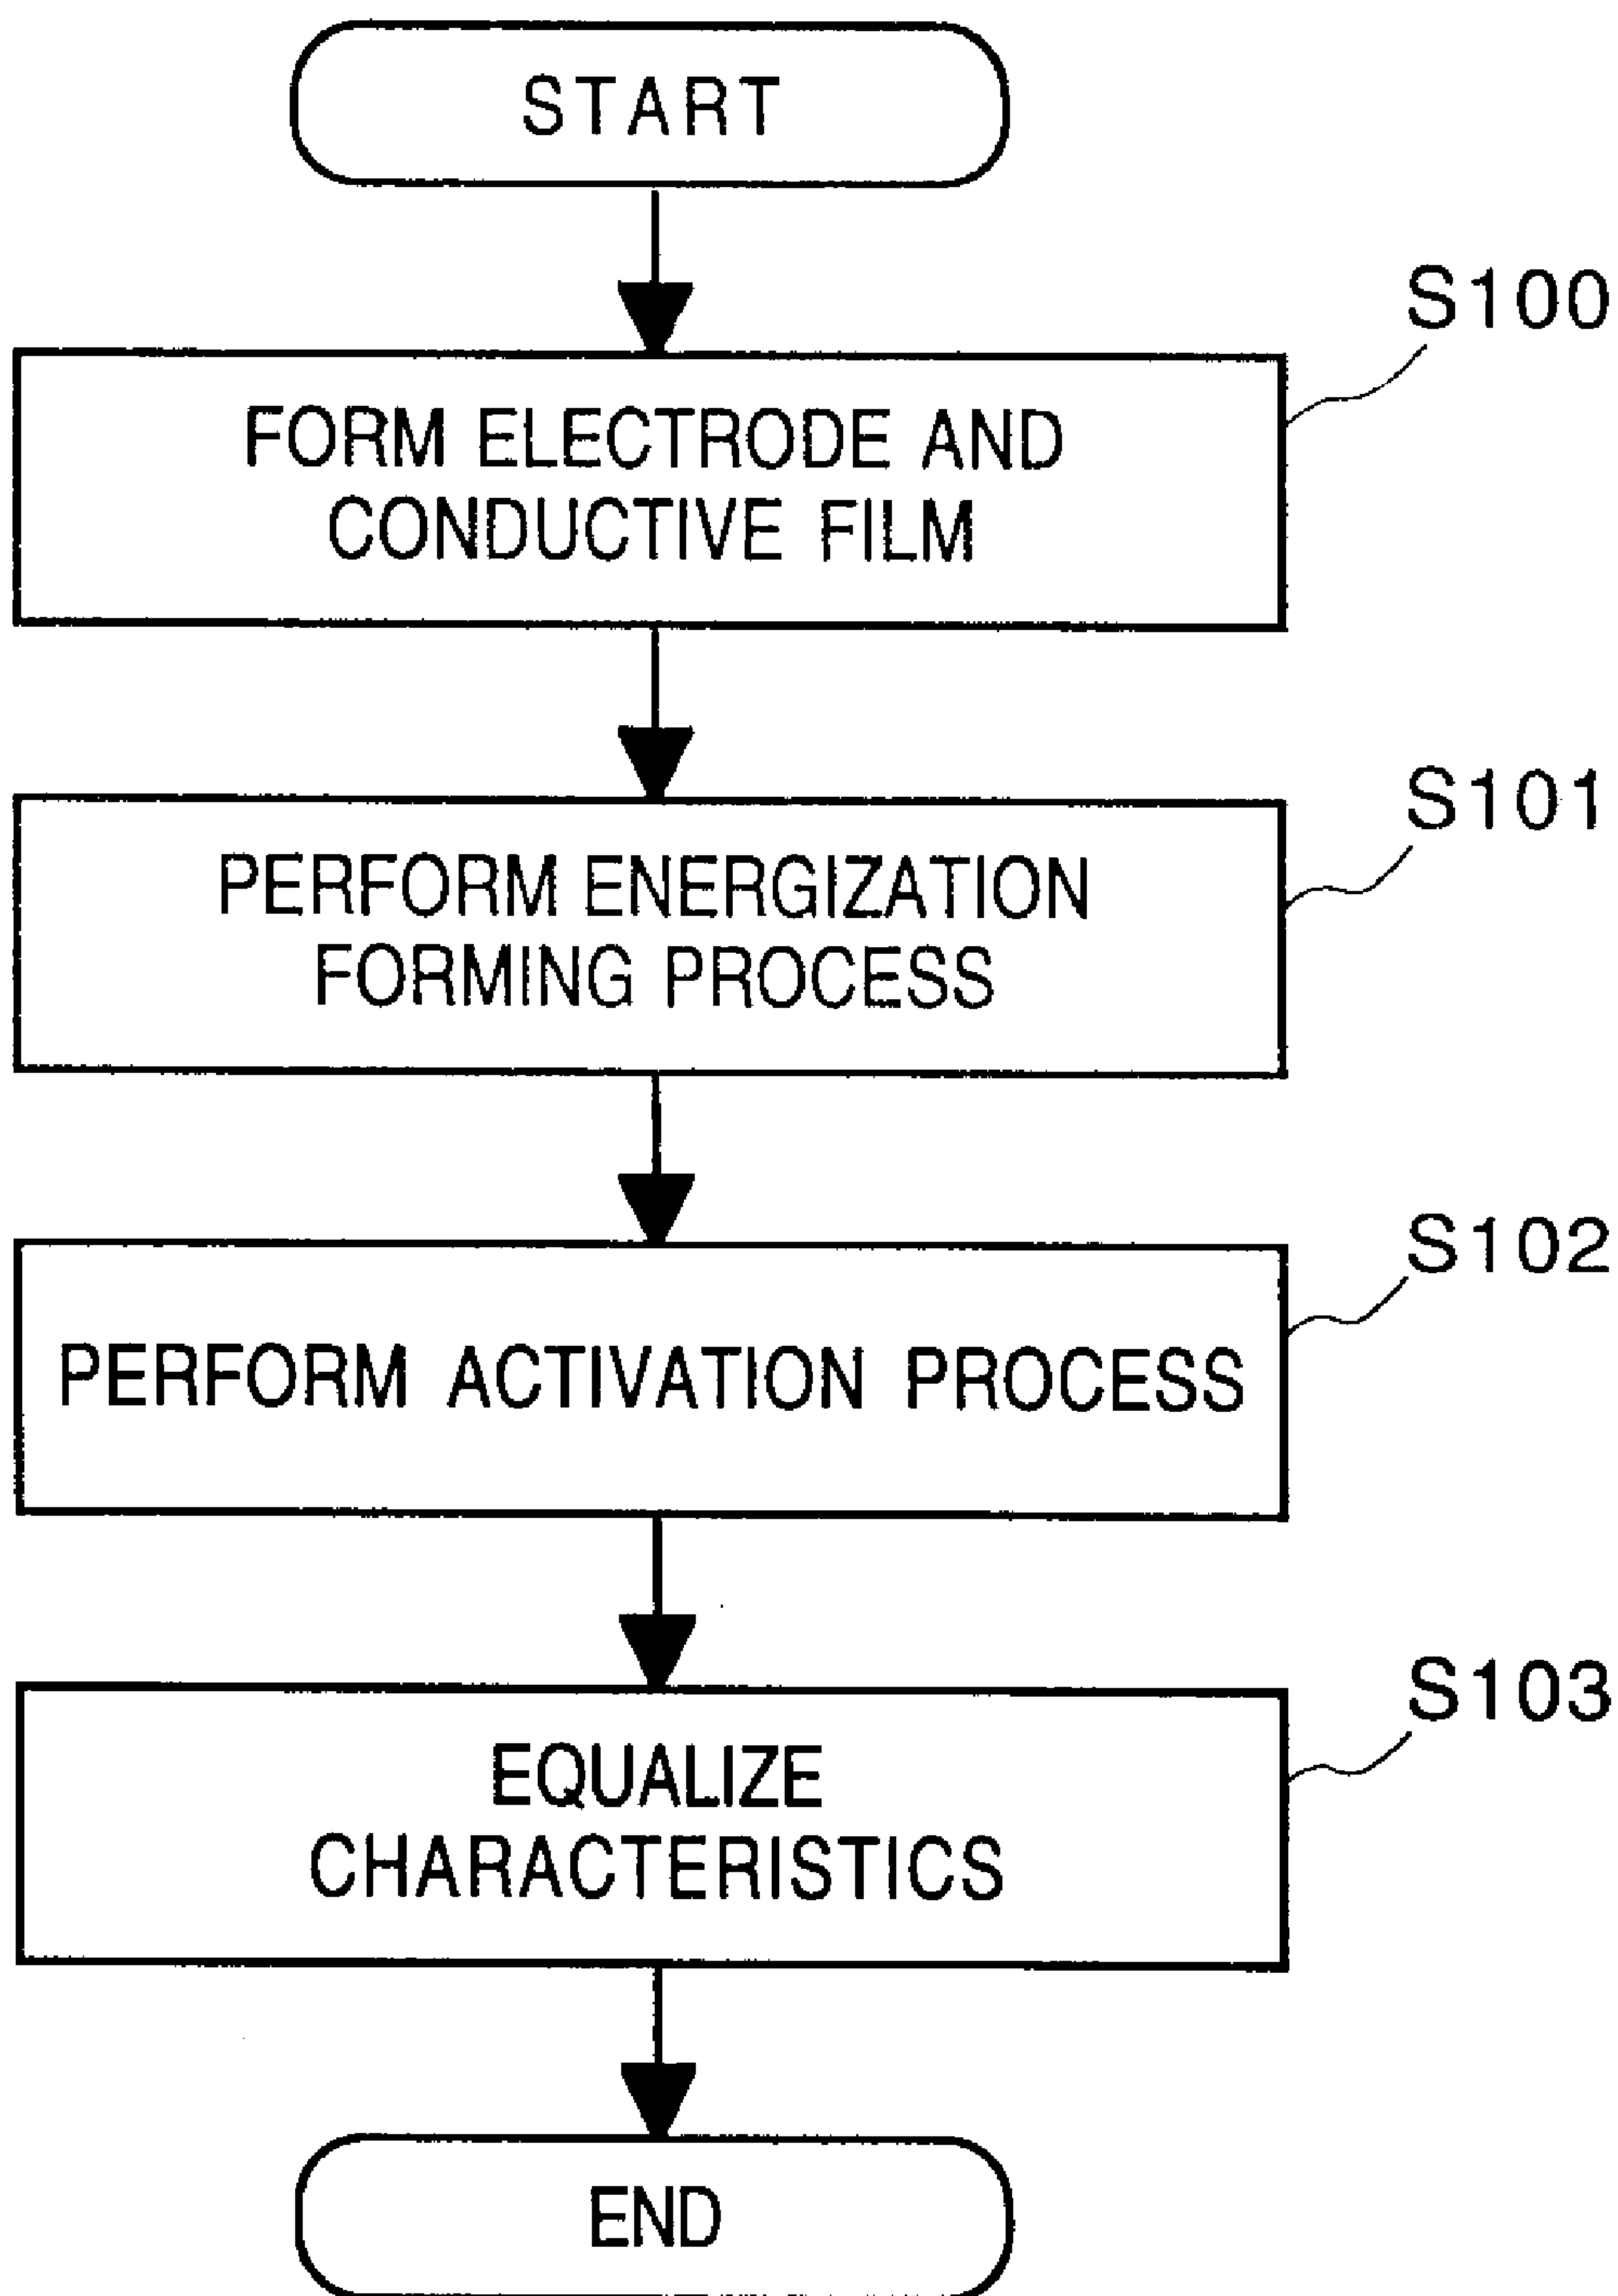 START
S100
FORM ELECTRODE AND
CONDUCTIVE FILM
S101
PERFORM ENERGIZATION
FORMING PROCESS
S102
PERFORM ACTIVATION PROCESS
S103
EQUALIZE
CHARACTERISTICS
END